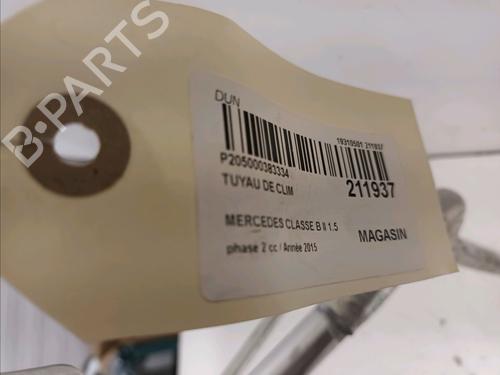 B-PARTS
DUN
19310501 211937
P205000383334
TUYAU DE CLIM
211937
MERCEDES CLASSE B II 1.5
MAGASIN
phase 2 cc / Année 2015